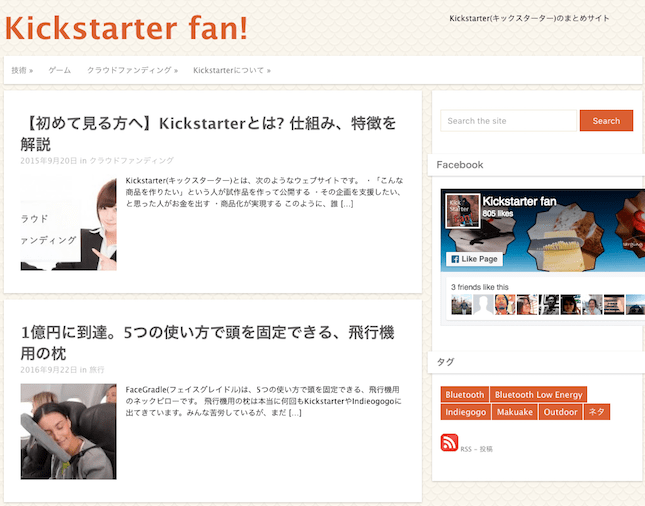 Kickstarter fan!
Kickstarter(キックスターター)のまとめサイト
技術 »
ゲーム
クラウドファンディング »
Kickstarterについて »
【初めて見る方へ】Kickstarterとは? 仕組み、特徴を
解説
2015年9月20日 in クラウドファンディング
ラウド
ァンディング
Kickstarter(キックスターター)とは、次のようなウェブサイトです。 ・「こんな
商品を作りたい」という人が試作品を作って公開する ・その企画を支援したい、
と思った人がお金を出す ・商品化が実現する このように、誰 […]
1億円に到達。5つの使い方で頭を固定できる、飛行機
用の枕
2016年9月22日 in 旅行
FaceGradle(フェイスグレイドル)は、5つの使い方で頭を固定できる、飛行機用
のネックピローです。 飛行機用の枕は本当に何回もKickstarterやIndieogogoに
出てきています。みんな苦労しているが、まだ […]
Search the site
Search
Facebook
Kick
Starter
Kickstarter fan
805 likes
Like Page
3 friends like this
タグ
Bluetooth
Bluetooth Low Energy
Indiegogo
Makuake
Outdoor
ネタ
RSS - 投稿